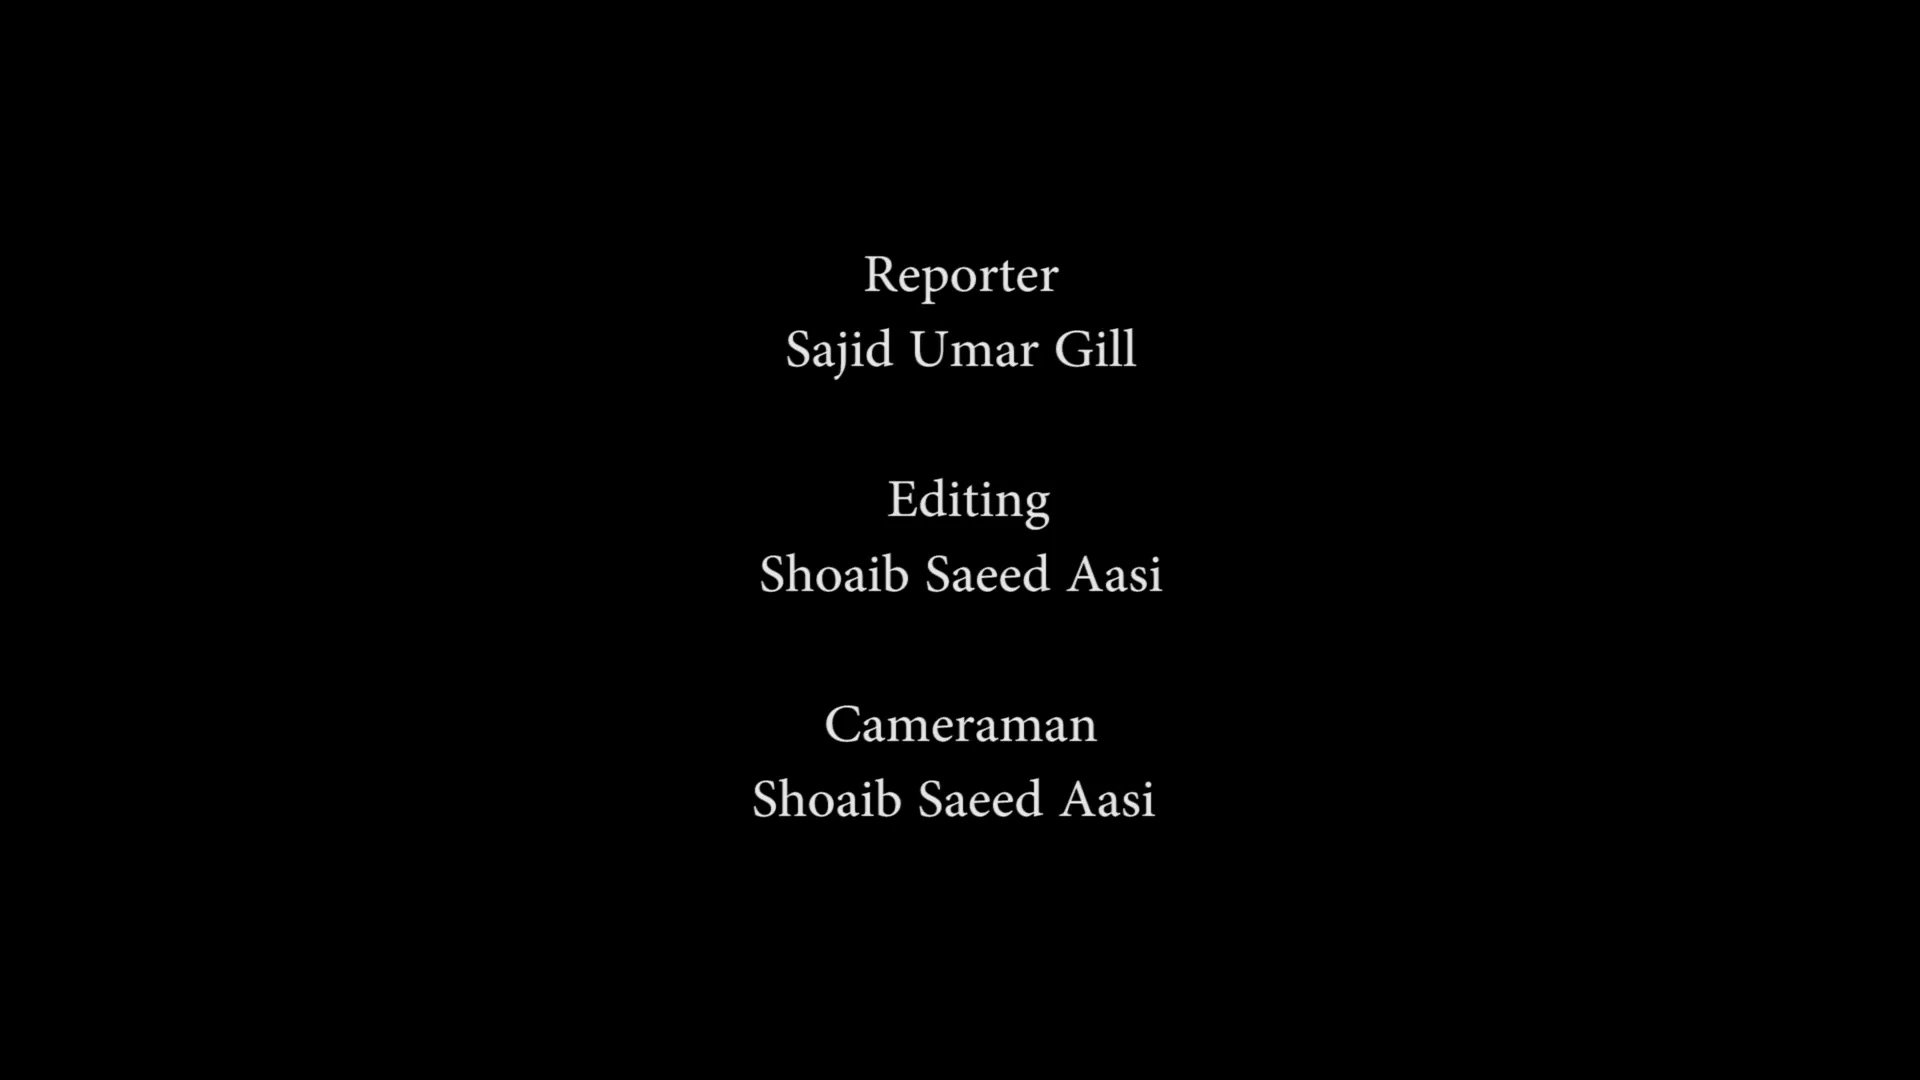 Reporter
Sajid Umar Gill
Editing
Shoaib Saeed Aasi
Cameraman
Shoaib Saeed Aasi